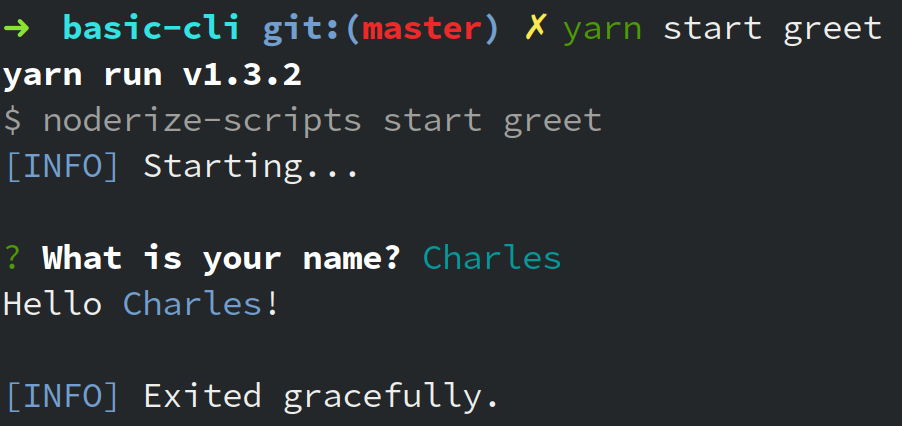 ➜ basic-cli git:(master) ✗ yarn start greet
yarn run v1.3.2
$ noderize-scripts start greet
[INFO] Starting...
? What is your name? Charles
Hello Charles!
[INFO] Exited gracefully.